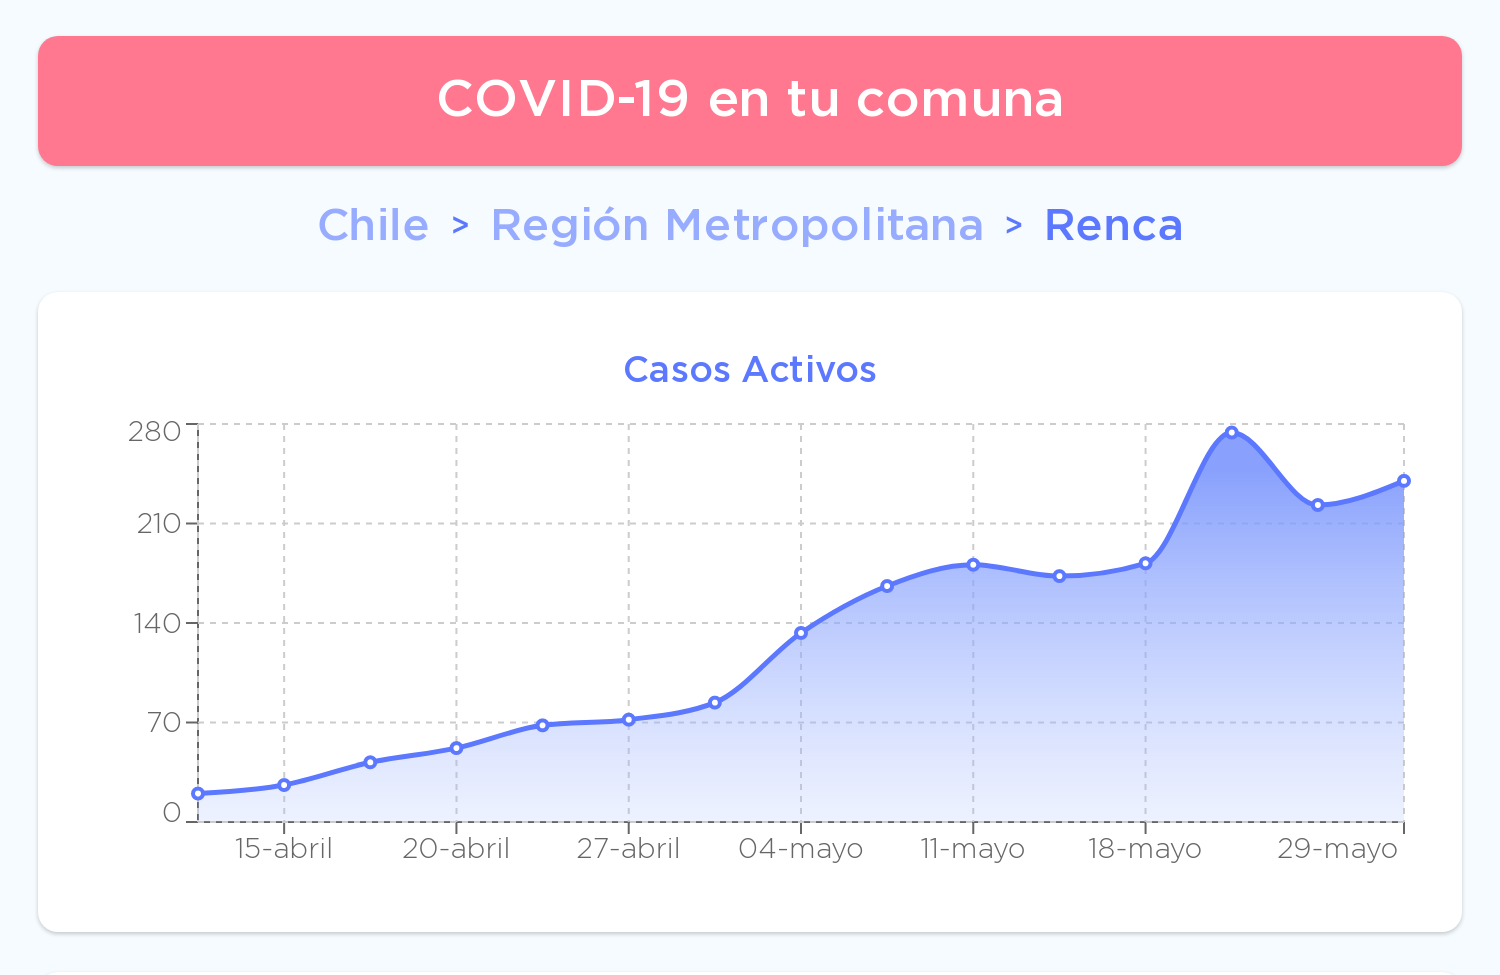 COVID-19 en tu comuna
Chile > Región Metropolitana > Renca
Casos Activos
280
210
140
70
0
15-abril 20-abril 27-abril 04-mayo 11-mayo 18-mayo 29-mayo